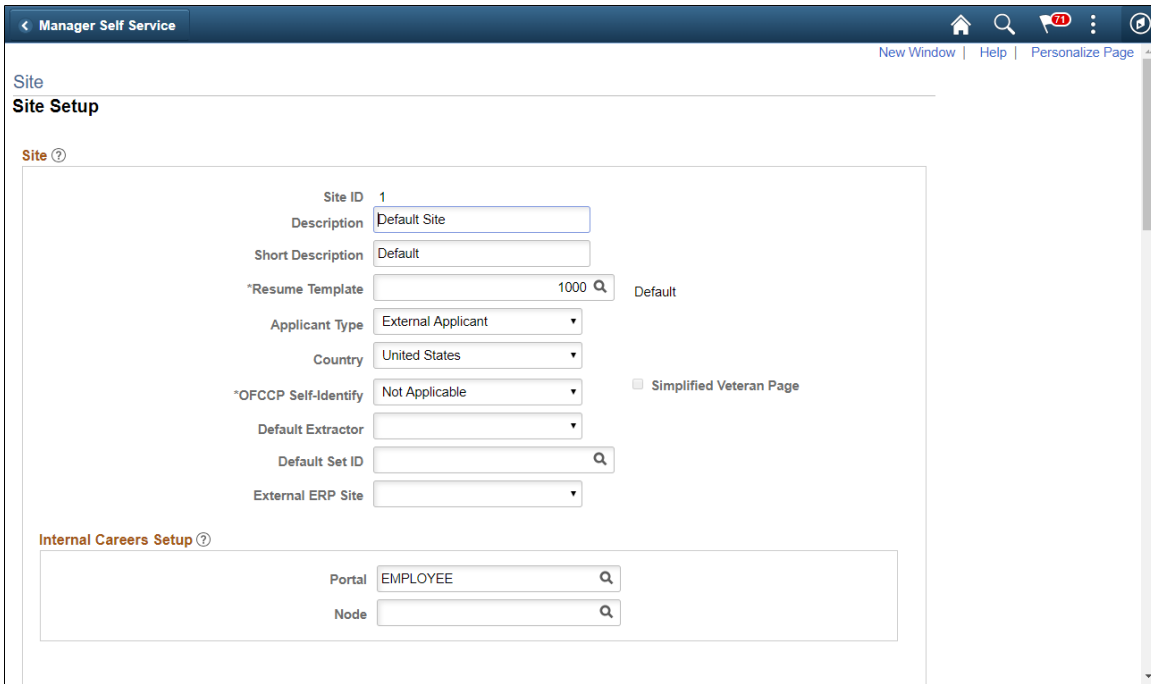 Manager Self Service
71
New Window | Help | Personalize Page
Site
Site Setup
Site ?
Site ID 1
Description Default Site
Short Description Default
*Resume Template 1000 Default
Applicant Type External Applicant
Country United States
*OFCCP Self-Identify Not Applicable Simplified Veteran Page
Default Extractor
Default Set ID
External ERP Site
Internal Careers Setup ?
Portal EMPLOYEE
Node